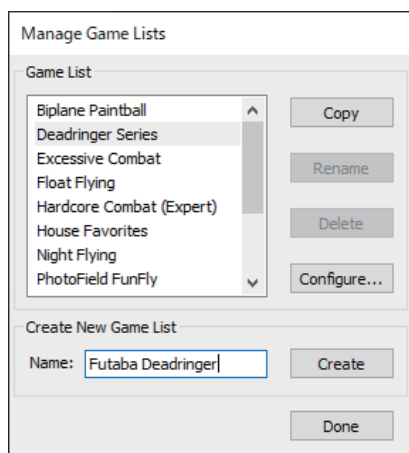 Manage Game Lists
Game List
Biplane Paintball
Deadringer Series
Excessive Combat
Float Flying
Hardcore Combat (Expert)
House Favorites
Night Flying
PhotoField FunFly
Copy
Rename
Delete
Configure...
Create New Game List
Name: Futaba Deadringer Create
Done